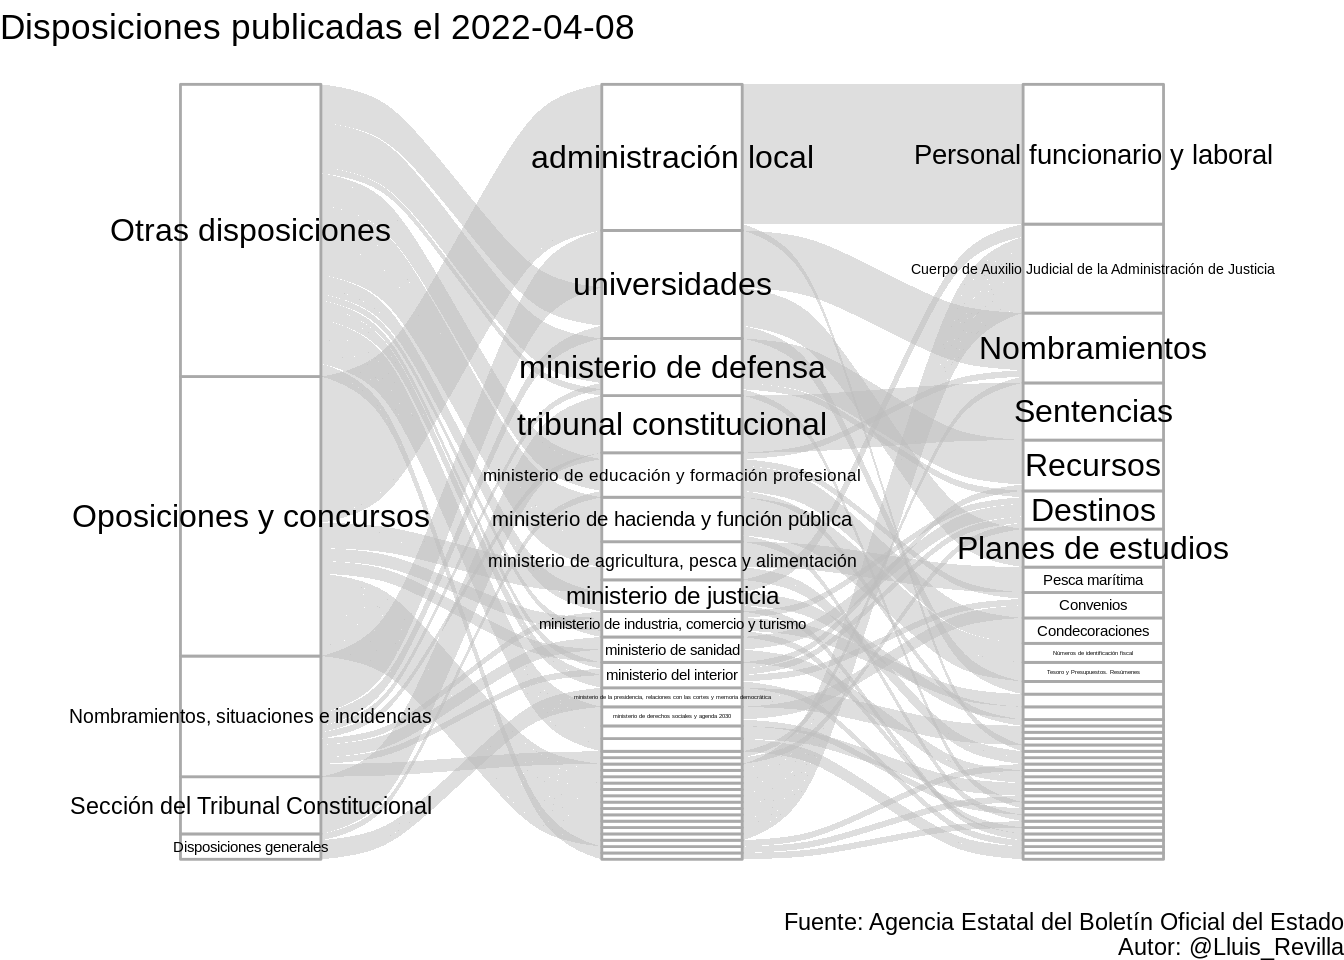 Disposiciones publicadas el 2022-04-08
Otras disposiciones
Oposiciones y concursos
Nombramientos, situaciones e incidencias
Sección del Tribunal Constitucional
Disposiciones generales
administración local
universidades
ministerio de defensa
tribunal constitucional
ministerio de educación y formación profesional
ministerio de hacienda y función pública
ministerio de agricultura, pesca y alimentación
ministerio de justicia
ministerio de industria, comercio y turismo
ministerio de sanidad
ministerio del interior
ministerio de la presidencia, relaciones con las cortes y memoria democrática
ministerio de derechos sociales y agenda 2030
Personal funcionario y laboral
Cuerpo de Auxilio Judicial de la Administración de Justicia
Nombramientos
Sentencias
Recursos
Destinos
Planes de estudios
Pesca marítima
Convenios
Condecoraciones
Números de identificación fiscal
Tesoro y Presupuestos. Resúmenes
Fuente: Agencia Estatal del Boletín Oficial del Estado
Autor: @Lluis_Revilla